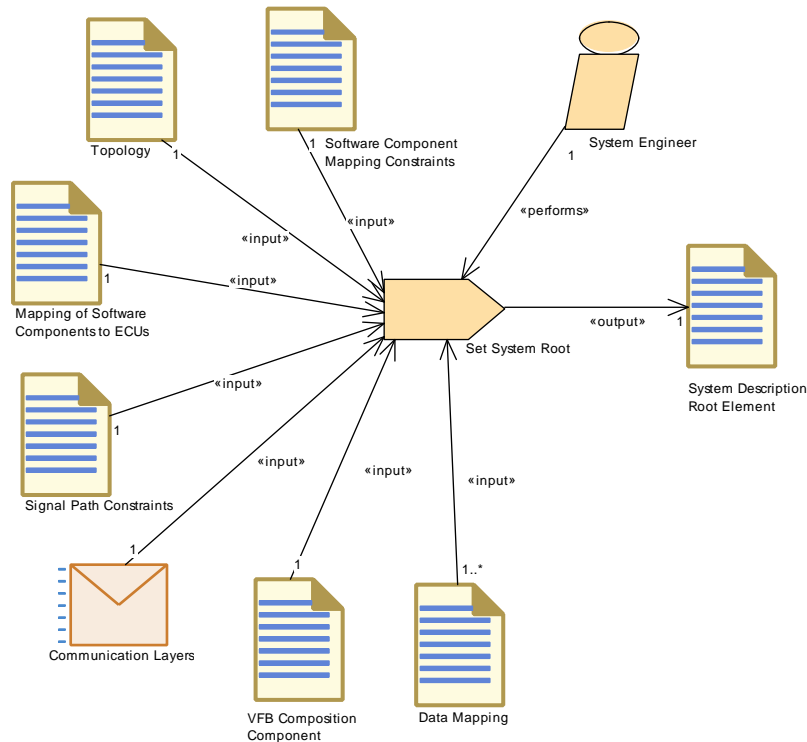 Topology
1
1
Software Component
Mapping Constraints
System Engineer
1
«performs»
«input»
«input»
«input»
1
Mapping of Software
Components to ECUs
Set System Root
«output»
1
System Description
Root Element
«input»
1
Signal Path Constraints
«input»
«input»
«input»
1
Communication Layers
1
VFB Composition
Component
1..*
Data Mapping